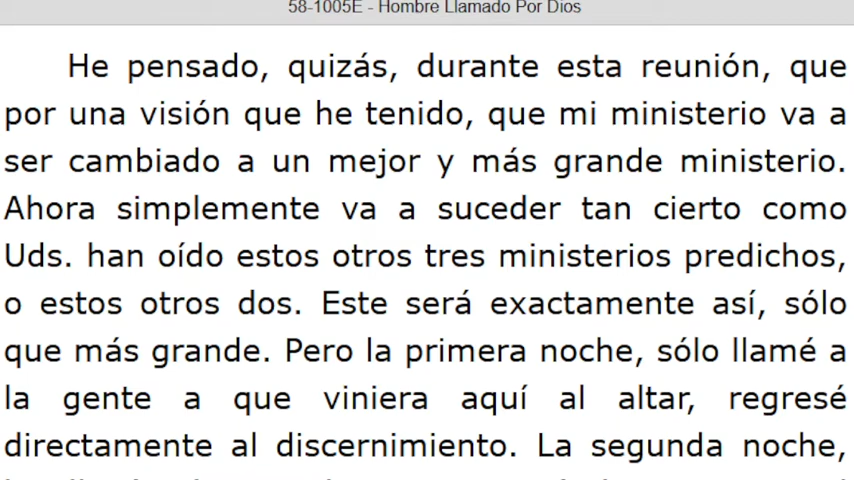 58-1005E - Hombre Llamado Por Dios
He pensado, quizás, durante esta reunión, que
por una visión que he tenido, que mi ministerio va a
ser cambiado a un mejor y más grande ministerio.
Ahora simplemente va a suceder tan cierto como
Uds. han oído estos otros tres ministerios predichos,
o estos otros dos. Este será exactamente así, sólo
que más grande. Pero la primera noche, sólo llamé a
la gente a que viniera aquí al altar, regresé
directamente al discernimiento. La segunda noche,